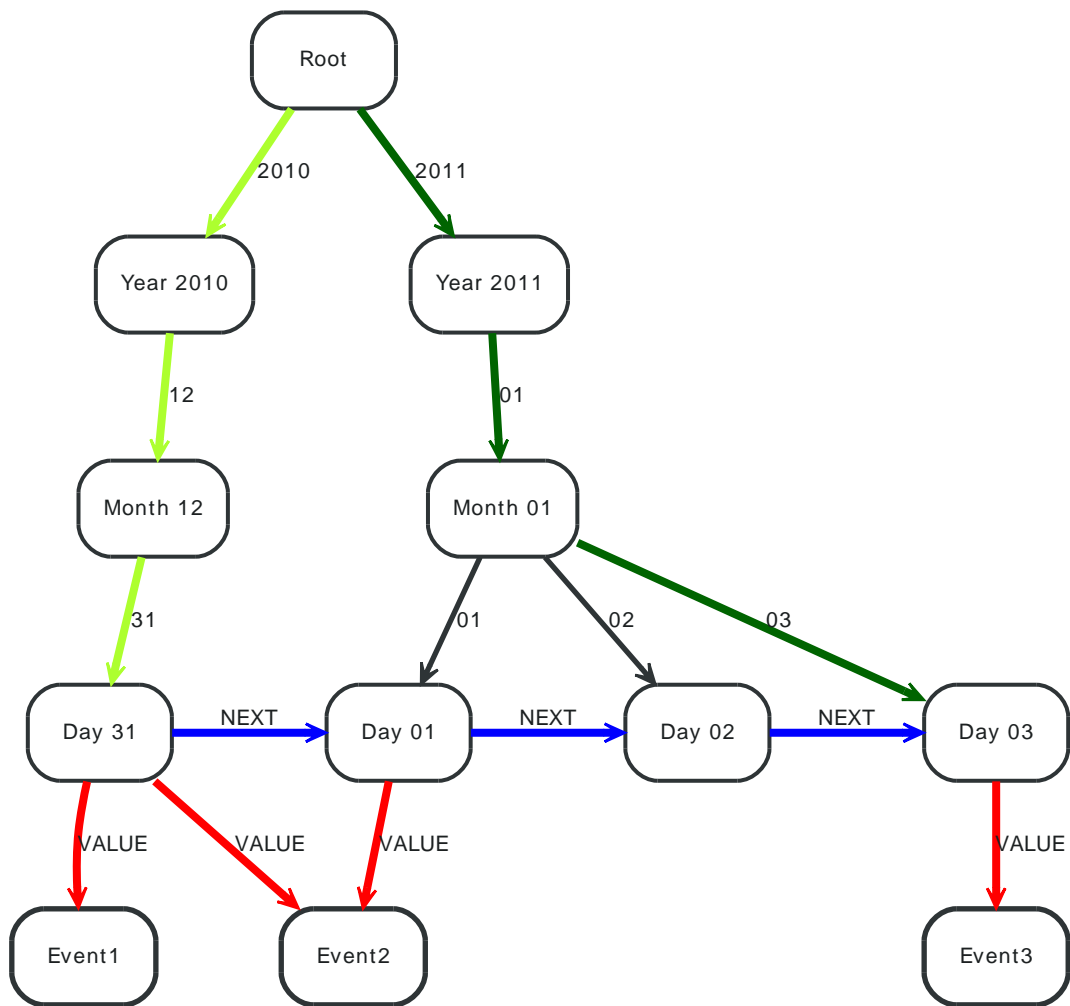 Root
2010
2011
Year 2010
Year 2011
12
01
Month 12
Month 01
31
01
02
03
Day 31
NEXT
Day 01
NEXT
Day 02
NEXT
Day 03
VALUE
VALUE
VALUE
VALUE
Event1
Event2
Event3